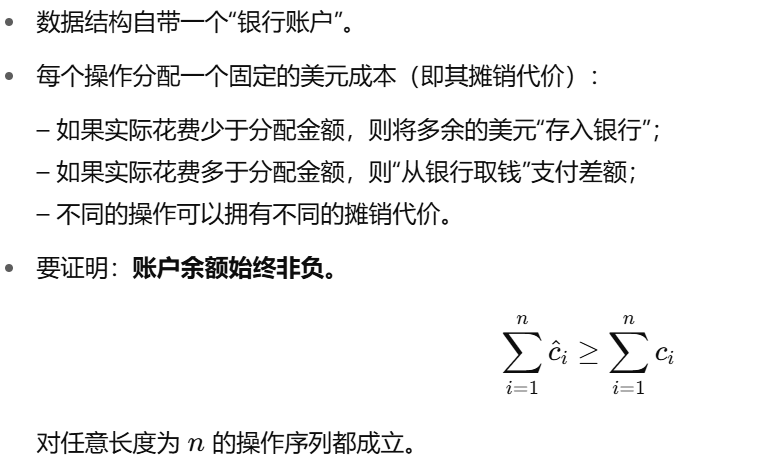 • 数据结构自带一个“银行账户”。
• 每个操作分配一个固定的美元成本（即其摊销代价）：
– 如果实际花费少于分配金额，则将多余的美元“存入银行”；
– 如果实际花费多于分配金额，则“从银行取钱”支付差额；
– 不同的操作可以拥有不同的摊销代价。
• 要证明：账户余额始终非负。
$$\sum_{i=1}^{n} \hat{c}_i \geq \sum_{i=1}^{n} c_i$$
对任意长度为 n 的操作序列都成立。